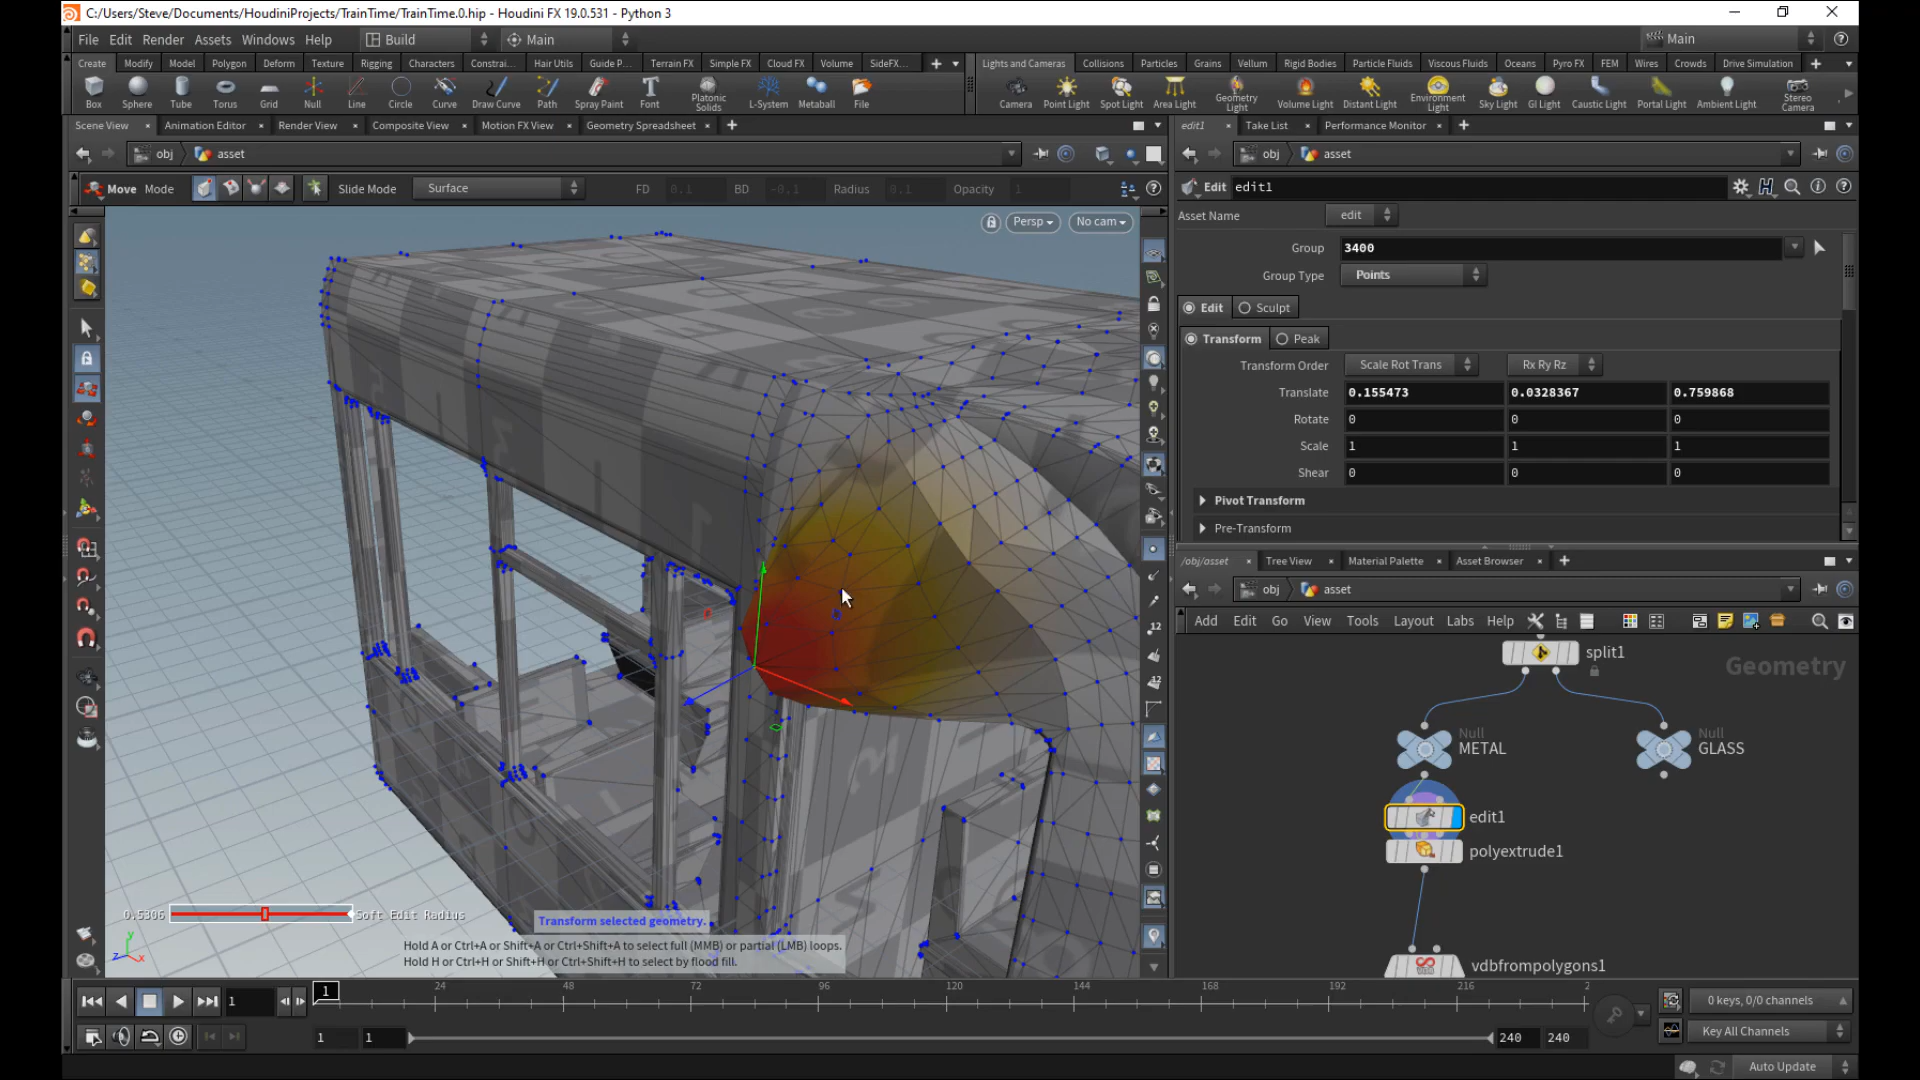 C:/Users/Steve/Documents/HoudiniProjects/TrainTime/TrainTime.0.hip - Houdini FX 19.0.531 - Python 3
File Edit Render Assets Windows Help Build Main Main
Create Modify Model Polygon Deform Texture Rigging Characters Constrai... Hair Utils Guide P... Terrain FX Simple FX Cloud FX Volume SideFX... Lights and Cameras Collisions Particles Grains Vellum Rigid Bodies Particle Fluids Viscous Fluids Oceans Pyro FX FEM Wires Crowds Drive Simulation
Box Sphere Tube Torus Grid Null Line Circle Curve Draw Curve Path Spray Paint Font Platonic Solids L-System Metaball File Camera Point Light Spot Light Area Light Geometry Light Volume Light Distant Light Environment Light Sky Light GI Light Caustic Light Portal Light Ambient Light Stereo Camera
Scene View Animation Editor Render View Composite View Motion FX View Geometry Spreadsheet edit1 Take List Performance Monitor
obj asset obj asset
Move Mode Slide Mode Surface FD 0.1 BD -0.1 Radius 0.1 Opacity 1 Edit edit1
Asset Name edit
Persp No cam
Group 3400
Group Type Points
Edit Sculpt
Transform Peak
Transform Order Scale Rot Trans Rx Ry Rz
Translate 0.155473 0.0328367 0.759868
Rotate 0 0 0
Scale 1 1 1
Shear 0 0 0
Pivot Transform
Pre-Transform
/obj/asset Tree View Material Palette Asset Browser
obj asset
Add Edit Go View Tools Layout Labs Help
split1
Geometry
Null
METAL
Null
GLASS
edit1
polyextrude1
vdbfrompolygons1
0.5306 Soft Edit Radius
Transform selected geometry.
Hold A or Ctrl+A or Shift+A or Ctrl+Shift+A to select full (MMB) or partial (LMB) loops.
Hold H or Ctrl+H or Shift+H or Ctrl+Shift+H to select by flood fill.
y
z
x
12
12
1 1 24 48 72 96 120 144 168 192 216 2
0 keys, 0/0 channels
1 1 240 240 Key All Channels
Auto Update